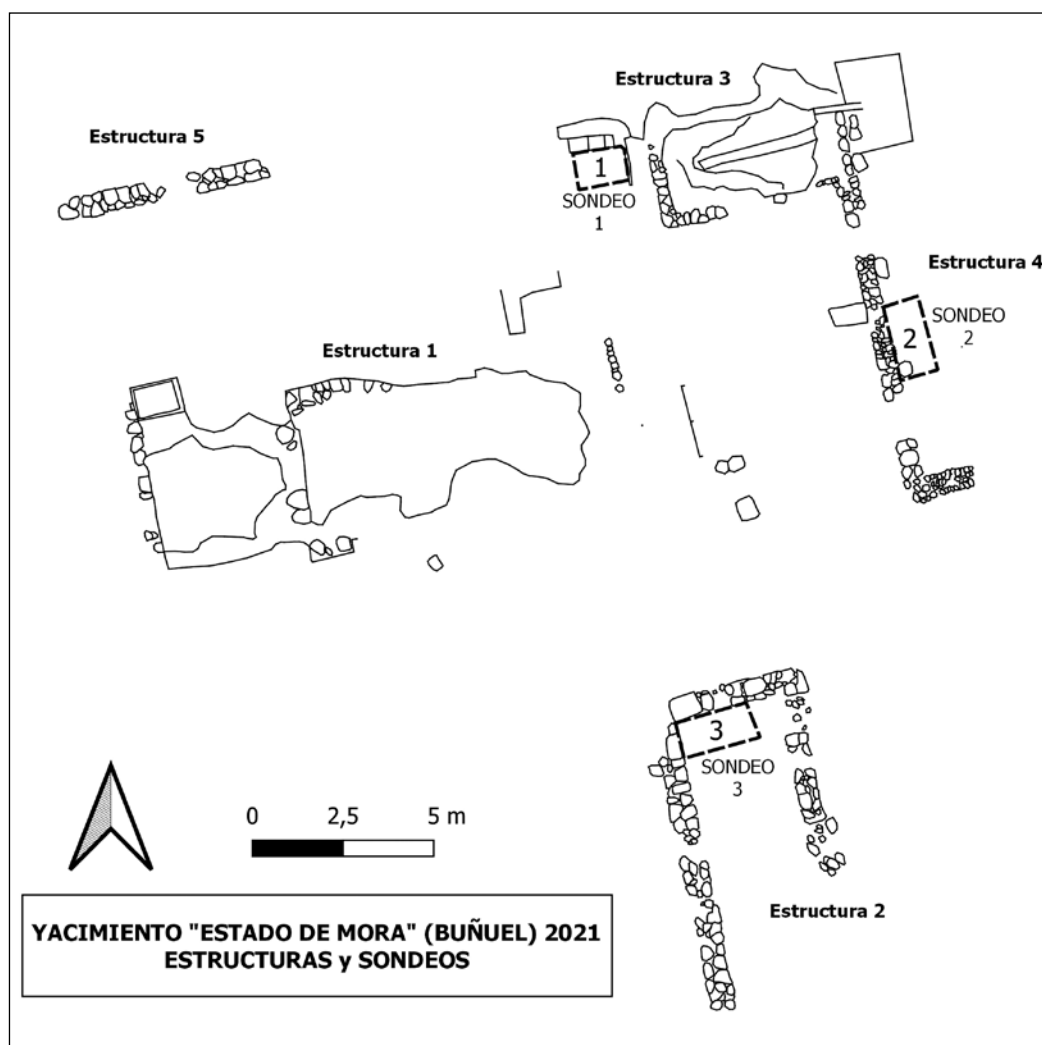 Estructura 3
Estructura 5
1
SONDEO
1
Estructura 4
SONDEO
2
2
Estructura 1
3
SONDEO
3
0 2,5 5 m
Estructura 2
YACIMIENTO "ESTADO DE MORA" (BUÑUEL) 2021
ESTRUCTURAS y SONDEOS